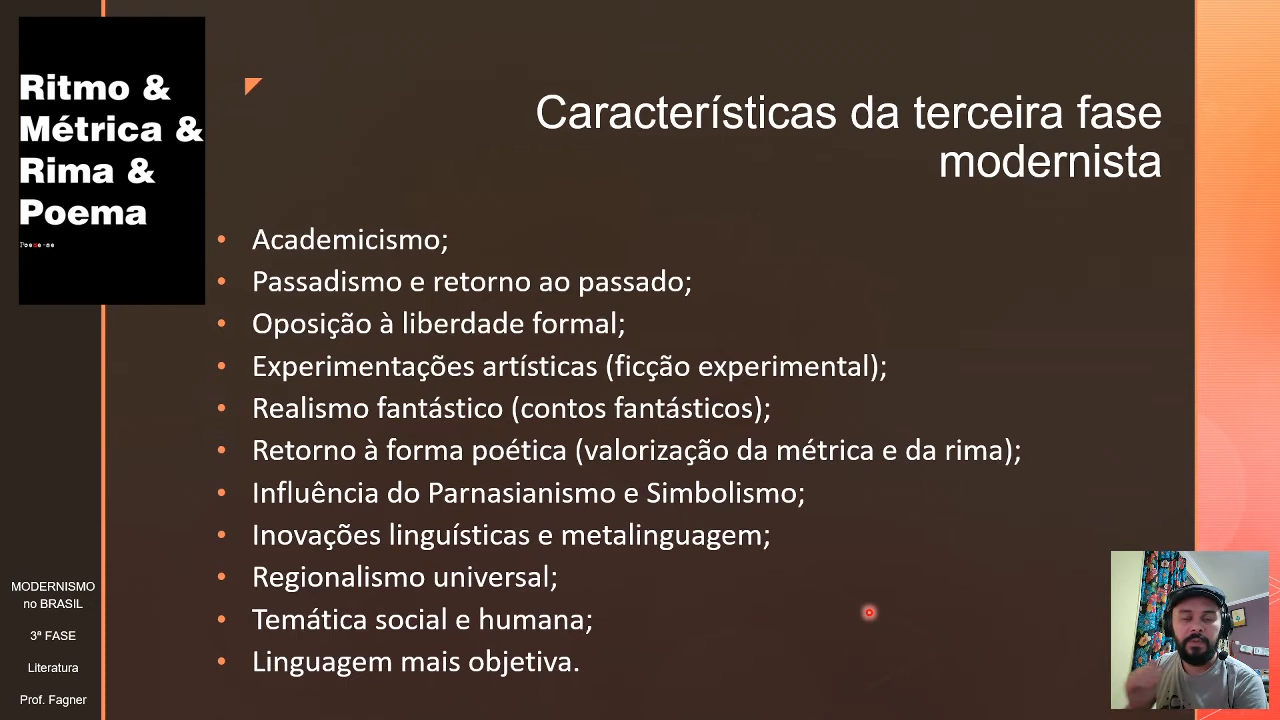 Ritmo &
Métrica &
Rima &
Poema
Características da terceira fase
modernista
Academicismo;
Passadismo e retorno ao passado;
Oposição à liberdade formal;
Experimentações artísticas (ficção experimental);
Realismo fantástico (contos fantásticos);
Retorno à forma poética (valorização da métrica e da rima);
Influência do Parnasianismo e Simbolismo;
Inovações linguísticas e metalinguagem;
Regionalismo universal;
Temática social e humana;
Linguagem mais objetiva.
MODERNISMO
no BRASIL
3ª FASE
Literatura
Prof. Fagner